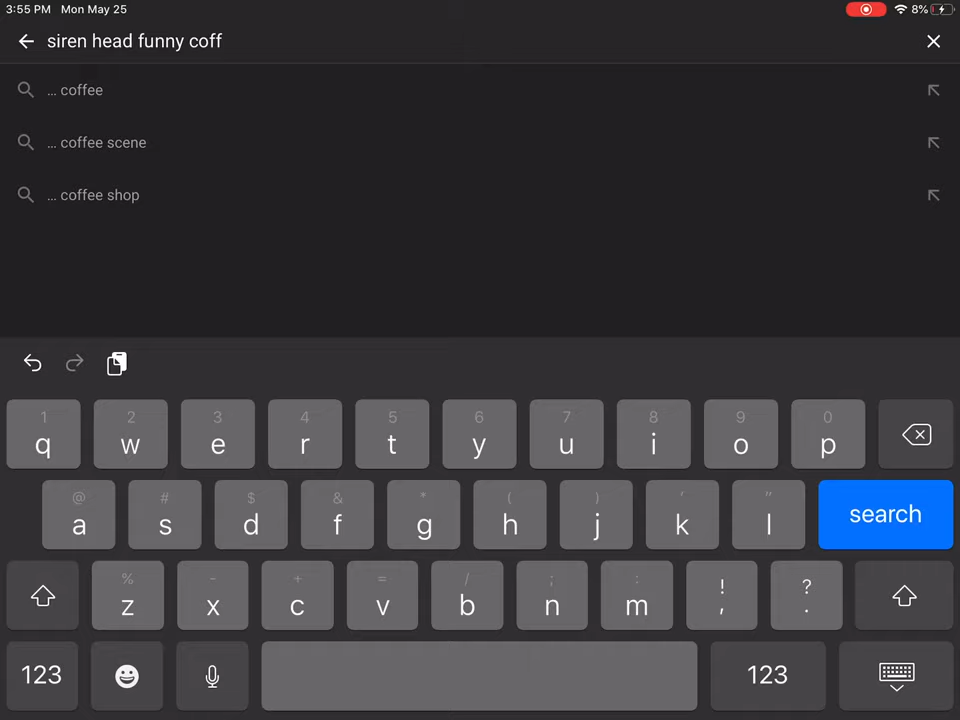 3:55 PM Mon May 25 8%
siren head funny coff
... coffee
... coffee scene
... coffee shop
1 2 3 4 5 6 7 8 9 0
q w e r t y u i o p
@ # $ & * ( ) ' "
a s d f g h j k l search
% - + = / ; : ! ?
z x c v b n m , .
123 123